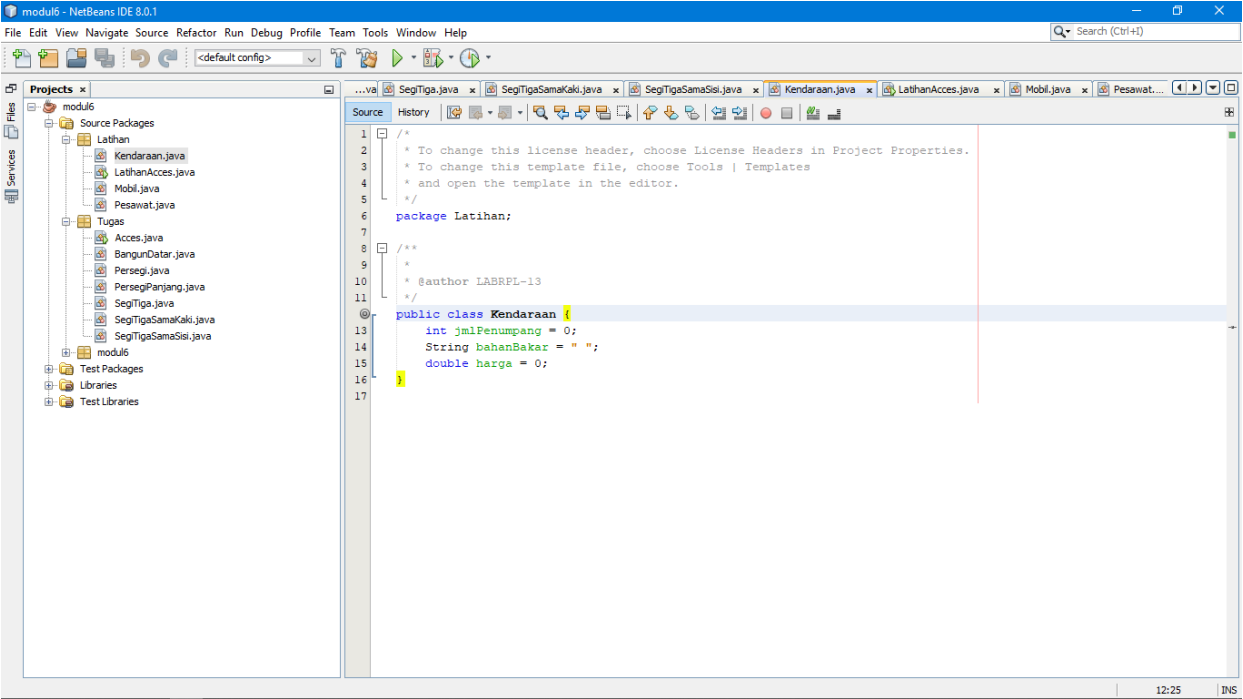 modul6 - NetBeans IDE 8.0.1
File Edit View Navigate Source Refactor Run Debug Profile Team Tools Window Help
Search (Ctrl+I)
<default config>
Files
Services
Projects
modul6
Source Packages
Latihan
Kendaraan.java
LatihanAcces.java
Mobil.java
Pesawat.java
Tugas
Acces.java
BangunDatar.java
Persegi.java
PersegiPanjang.java
SegiTiga.java
SegiTigaSamaKaki.java
SegiTigaSamaSisi.java
modul6
Test Packages
Libraries
Test Libraries
...va SegiTiga.java SegiTigaSamaKaki.java SegiTigaSamaSisi.java Kendaraan.java LatihanAcces.java Mobil.java Pesawat....
Source History
1 /*
2 * To change this license header, choose License Headers in Project Properties.
3 * To change this template file, choose Tools | Templates
4 * and open the template in the editor.
5 */
6 package Latihan;
7
8 /**
9 *
10 * @author LABRPL-13
11 */
public class Kendaraan {
13 int jmlPenumpang = 0;
14 String bahanBakar = " ";
15 double harga = 0;
16 }
17
12:25 INS